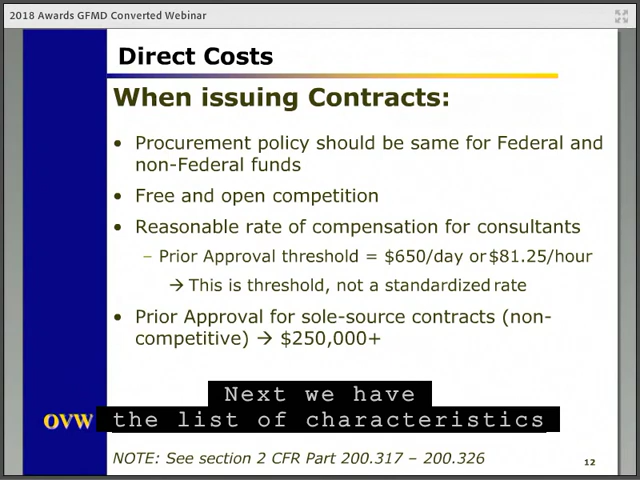 2018 Awards GFMD Converted Webinar
Direct Costs
When issuing Contracts:
• Procurement policy should be same for Federal and
non-Federal funds
• Free and open competition
• Reasonable rate of compensation for consultants
– Prior Approval threshold = $650/day or $81.25/hour
→ This is threshold, not a standardized rate
• Prior Approval for sole-source contracts (non-
competitive) → $250,000+
Next we have
the list of characteristics
OVW
NOTE: See section 2 CFR Part 200.317 – 200.326
12